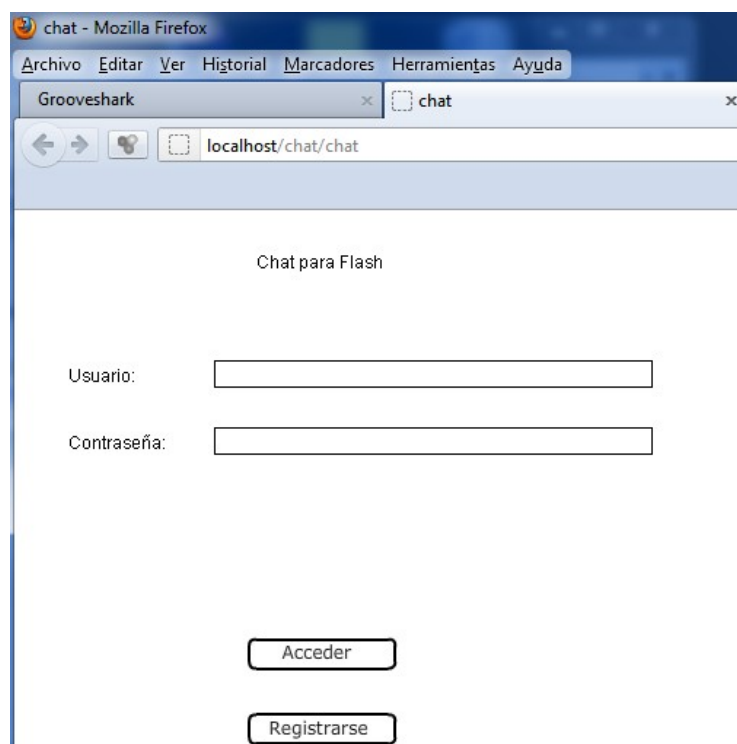 chat - Mozilla Firefox
Archivo Editar Ver Historial Marcadores Herramientas Ayuda
Grooveshark × chat ×
localhost/chat/chat
Chat para Flash
Usuario:
Contraseña:
Acceder
Registrarse